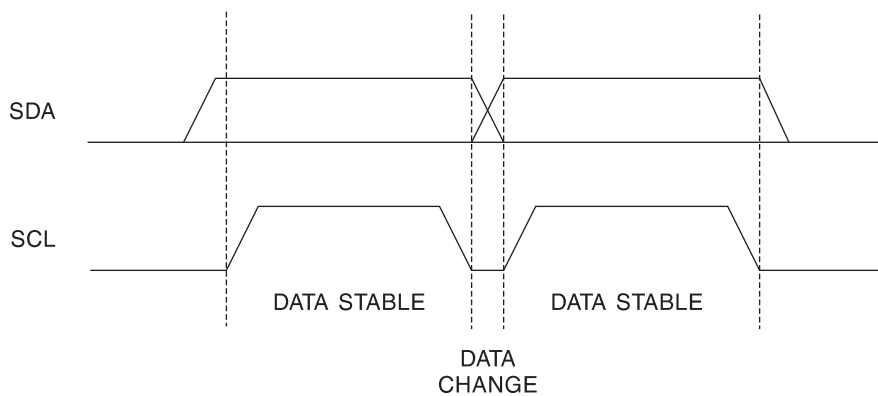 SDA
SCL
DATA STABLE
DATA STABLE
DATA
CHANGE